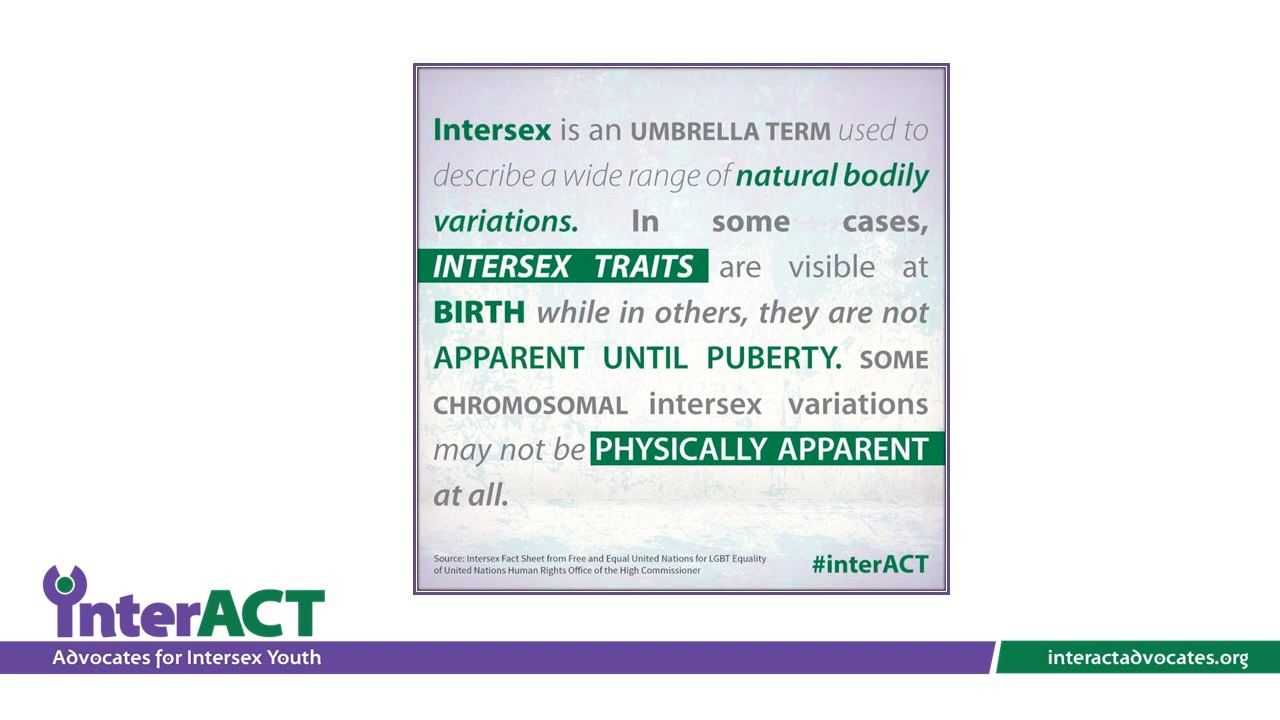 Intersex is an UMBRELLA TERM used to
describe a wide range of natural bodily
variations. In some cases,
INTERSEX TRAITS are visible at
BIRTH while in others, they are not
APPARENT UNTIL PUBERTY. SOME
CHROMOSOMAL intersex variations
may not be PHYSICALLY APPARENT
at all.
Source: Intersex Fact Sheet from Free and Equal United Nations for LGBT Equality
of United Nations Human Rights Office of the High Commissioner
#interACT
interACT
Advocates for Intersex Youth
interactadvocates.org